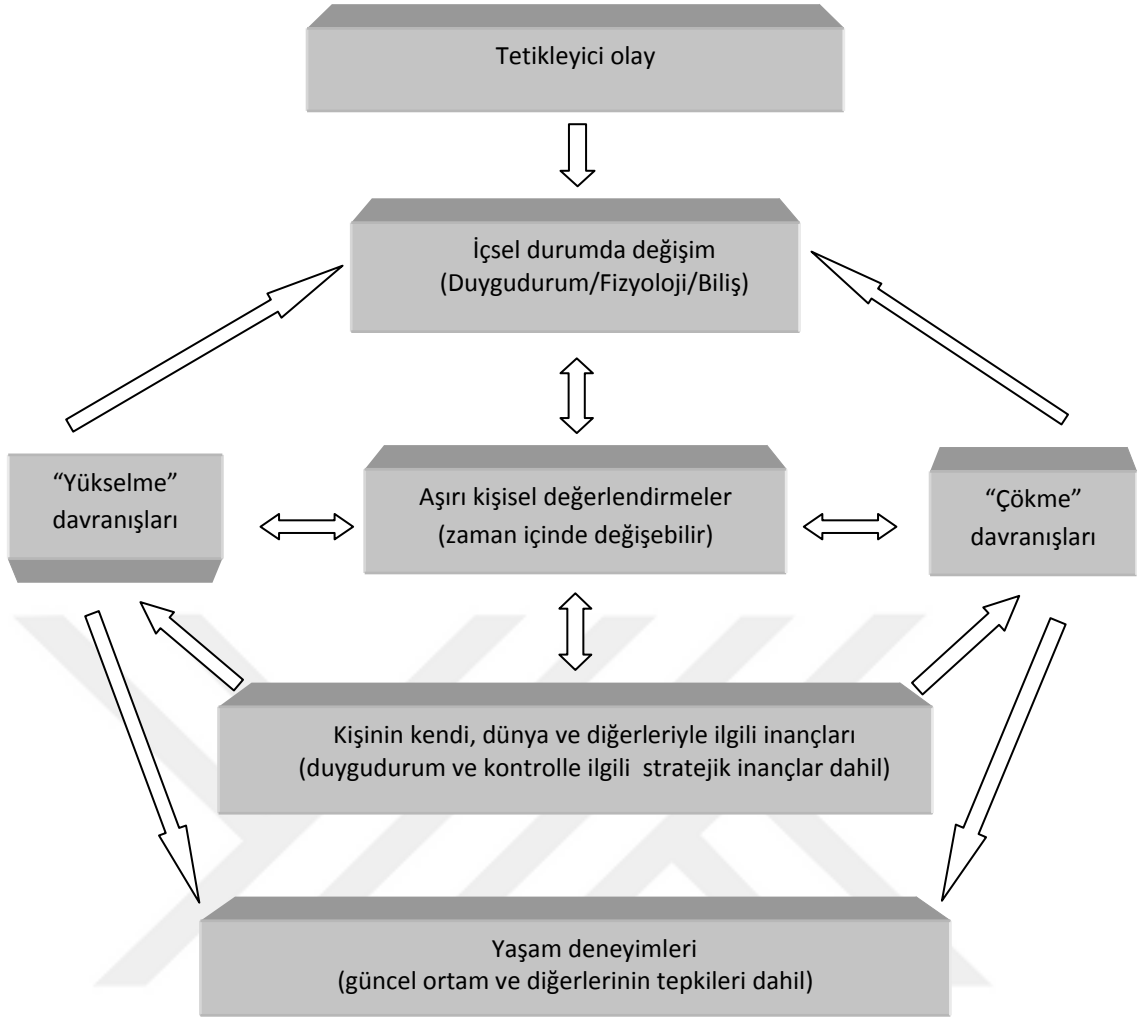 Tetikleyici olay
İçsel durumda değişim
(Duygudurum/Fizyoloji/Biliş)
“Yükselme”
davranışları
Aşırı kişisel değerlendirmeler
(zaman içinde değişebilir)
“Çökme”
davranışları
Kişinin kendi, dünya ve diğerleriyle ilgili inançları
(duygudurum ve kontrolle ilgili stratejik inançlar dahil)
Yaşam deneyimleri
(güncel ortam ve diğerlerinin tepkileri dahil)